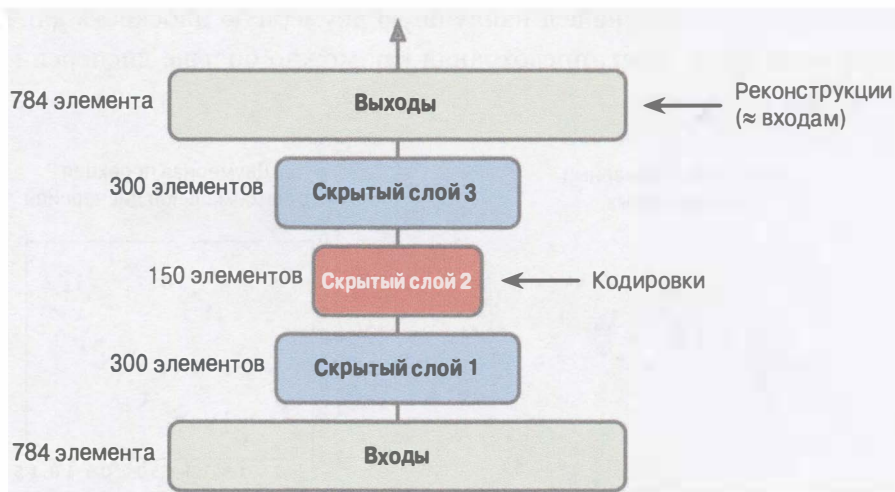 784 элемента
Выходы
Реконструкции
(≈ входам)
300 элементов
Скрытый слой 3
150 элементов
Скрытый слой 2
Кодировки
300 элементов
Скрытый слой 1
784 элемента
Входы